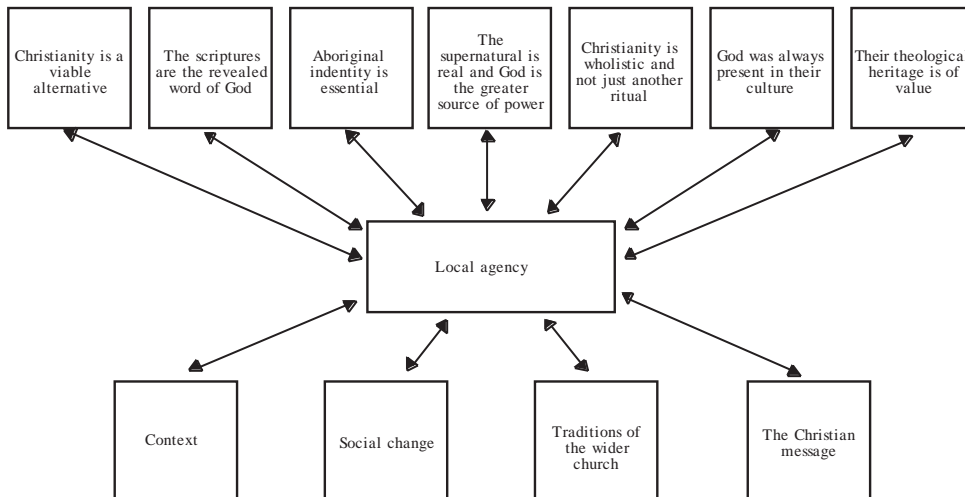 Christianity is a
viable
alternative
The scriptures
are the revealed
word of God
Aboriginal
indentity is
essential
The
supernatural is
real and God is
the greater
source of power
Christianity is
wholistic and
not just another
ritual
God was always
present in their
culture
Their theological
heritage is of
value
Local agency
Context
Social change
Traditions of
the wider
church
The Christian
message